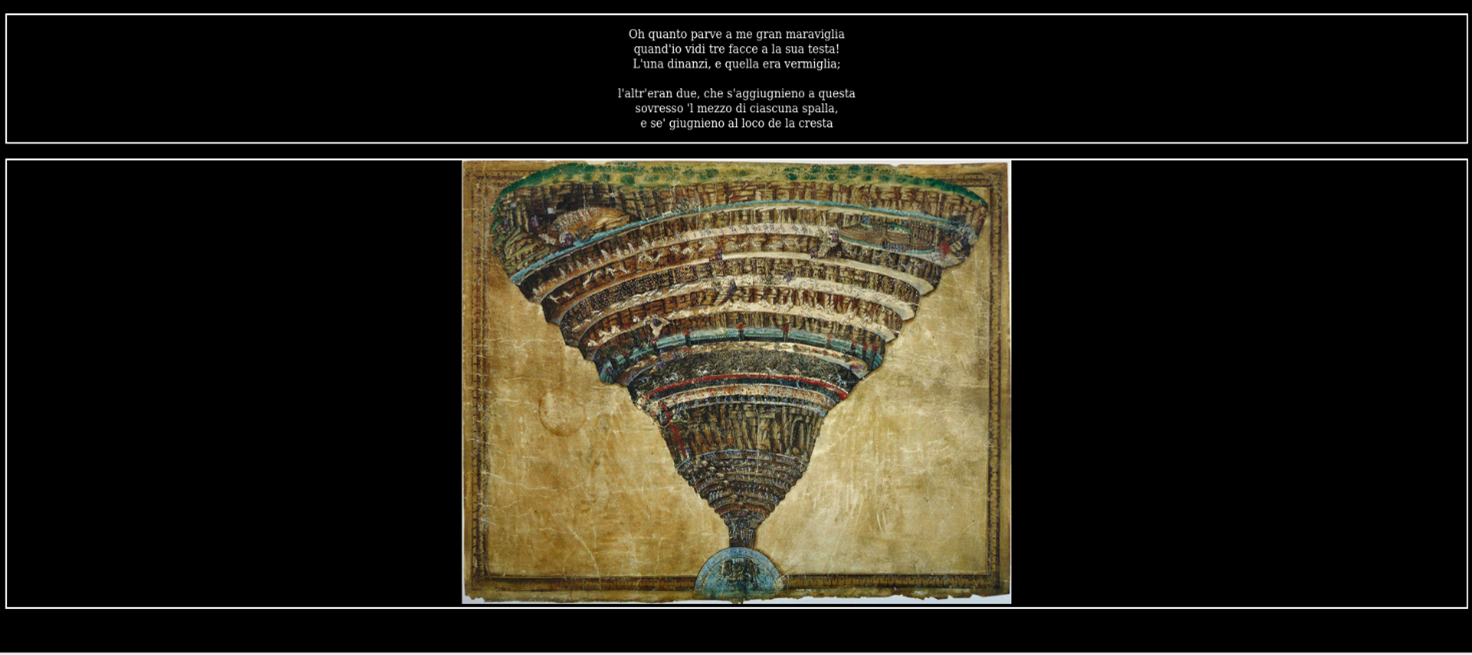 Oh quanto parve a me gran maraviglia
quand'io vidi tre facce a la sua testa!
L'una dinanzi, e quella era vermiglia;
l'altr'eran due, che s'aggiugnieno a questa
sovresso 'l mezzo di ciascuna spalla,
e se' giugnieno al loco de la cresta